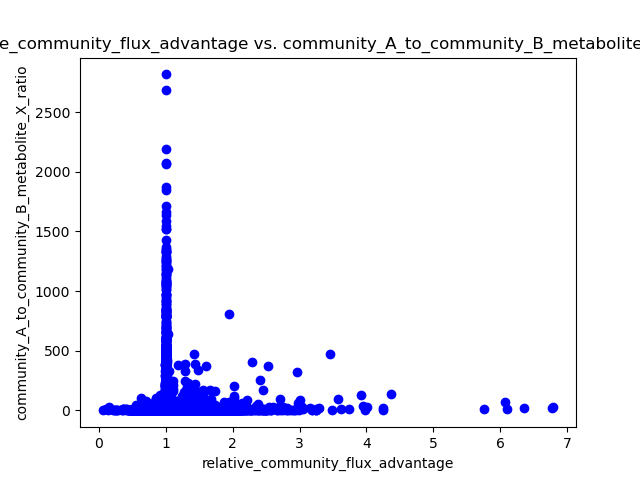 e_community_flux_advantage vs. community_A_to_community_B_metabolite
community_A_to_community_B_metabolite_X_ratio
2500
2000
1500
1000
500
0
0 1 2 3 4 5 6 7
relative_community_flux_advantage